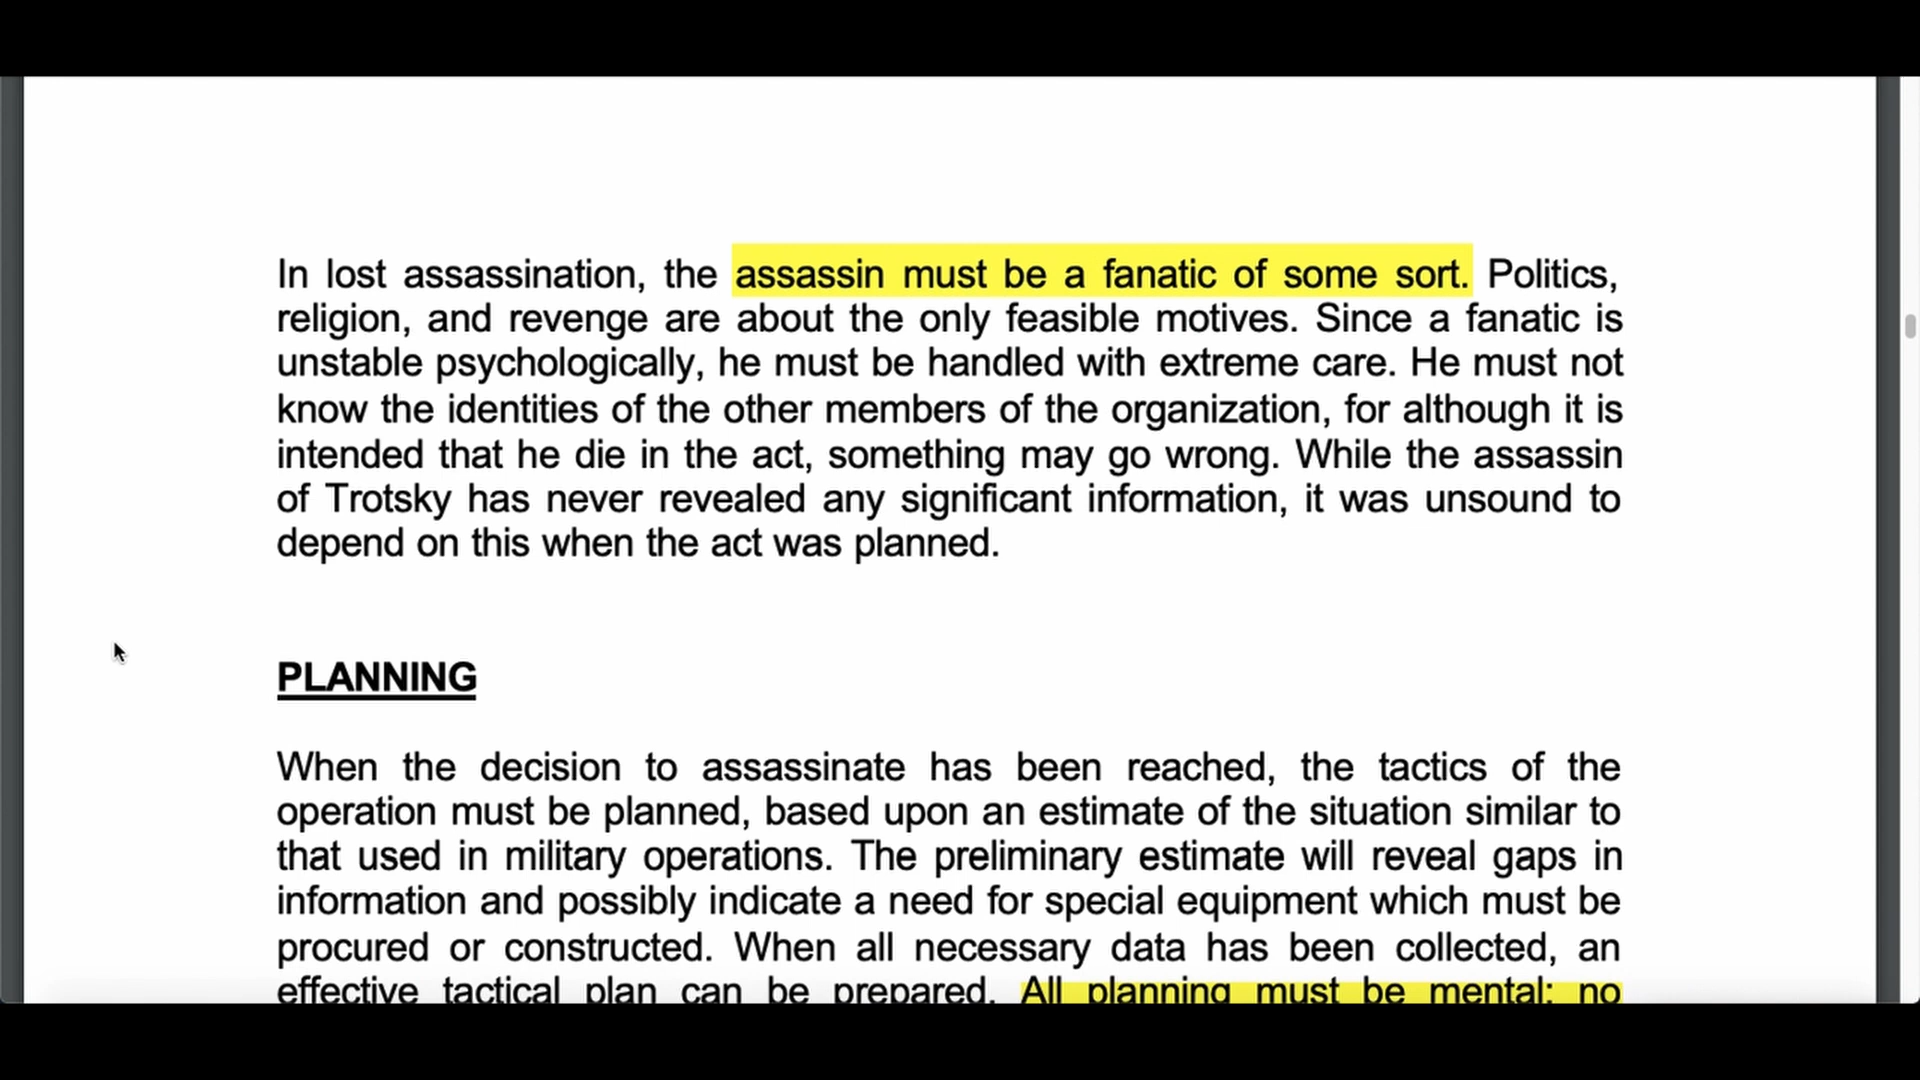 In lost assassination, the assassin must be a fanatic of some sort. Politics,
religion, and revenge are about the only feasible motives. Since a fanatic is
unstable psychologically, he must be handled with extreme care. He must not
know the identities of the other members of the organization, for although it is
intended that he die in the act, something may go wrong. While the assassin
of Trotsky has never revealed any significant information, it was unsound to
depend on this when the act was planned.
PLANNING
When the decision to assassinate has been reached, the tactics of the
operation must be planned, based upon an estimate of the situation similar to
that used in military operations. The preliminary estimate will reveal gaps in
information and possibly indicate a need for special equipment which must be
procured or constructed. When all necessary data has been collected, an
effective tactical plan can be prepared. All planning must be mental; no